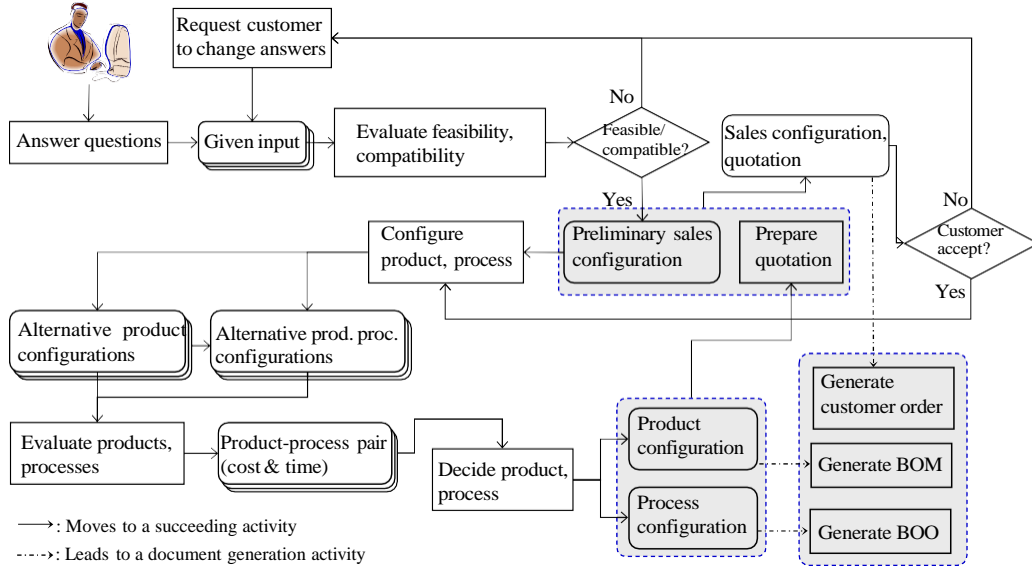 Request customer
to change answers
No
No
Answer questions
Given input
Evaluate feasibility,
compatibility
Feasible/
compatible?
Sales configuration,
quotation
Yes
No
Customer
accept?
Yes
Configure
product, process
Preliminary sales
configuration
Prepare
quotation
Alternative product
configurations
Alternative prod. proc.
configurations
Generate
customer order
Evaluate products,
processes
Product-process pair
(cost & time)
Decide product,
process
Product
configuration
Generate BOM
Process
configuration
Generate BOO
: Moves to a succeeding activity
: Leads to a document generation activity